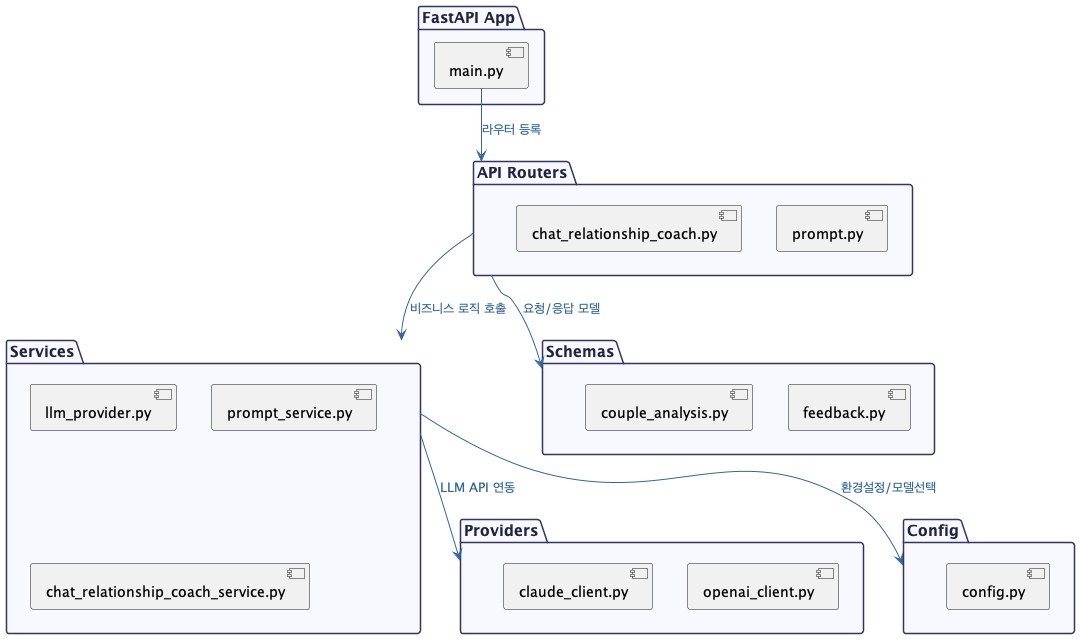 FastAPI App
main.py
라우터 등록
API Routers
chat_relationship_coach.py
prompt.py
비즈니스 로직 호출
요청/응답 모델
Services
llm_provider.py
prompt_service.py
chat_relationship_coach_service.py
Schemas
couple_analysis.py
feedback.py
LLM API 연동
환경설정/모델선택
Providers
claude_client.py
openai_client.py
Config
config.py